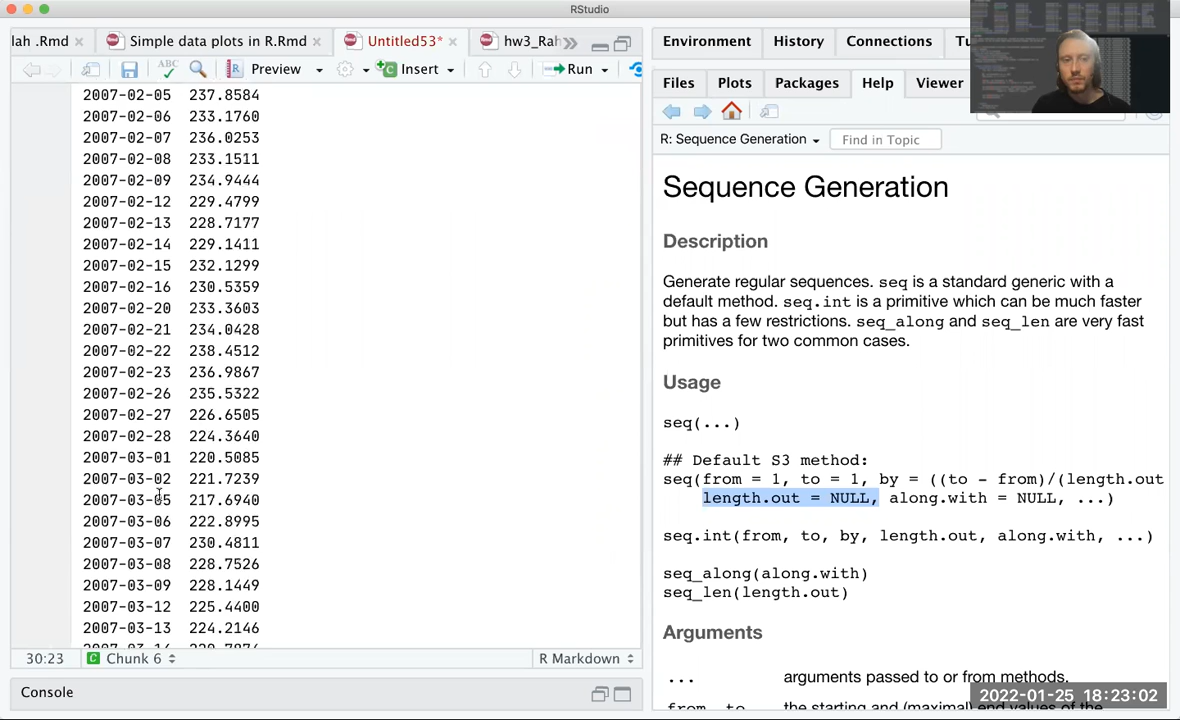 RStudio
lah .Rmd
Simple data plots in R.Rmd
Untitled53*
hw3_Rah
Preview
Insert
Run
2007-02-05 237.8584
2007-02-06 233.1760
2007-02-07 236.0253
2007-02-08 233.1511
2007-02-09 234.9444
2007-02-12 229.4799
2007-02-13 228.7177
2007-02-14 229.1411
2007-02-15 232.1299
2007-02-16 230.5359
2007-02-20 233.3603
2007-02-21 234.0428
2007-02-22 238.4512
2007-02-23 236.9867
2007-02-26 235.5322
2007-02-27 226.6505
2007-02-28 224.3640
2007-03-01 220.5085
2007-03-02 221.7239
2007-03-05 217.6940
2007-03-06 222.8995
2007-03-07 230.4811
2007-03-08 228.7526
2007-03-09 228.1449
2007-03-12 225.4400
2007-03-13 224.2146
30:23
Chunk 6
R Markdown
Console
Environment
History
Connections
Tu
Files
Plots
Packages
Help
Viewer
R: Sequence Generation
Find in Topic
Sequence Generation
Description
Generate regular sequences. seq is a standard generic with a
default method. seq.int is a primitive which can be much faster
but has a few restrictions. seq_along and seq_len are very fast
primitives for two common cases.
Usage
seq(...)
## Default S3 method:
seq(from = 1, to = 1, by = ((to - from)/(length.out
length.out = NULL, along.with = NULL, ...)
seq.int(from, to, by, length.out, along.with, ...)
seq_along(along.with)
seq_len(length.out)
Arguments
... arguments passed to or from methods.
from, to the starting and (maximal) end values of the
2022-01-25 18:23:02